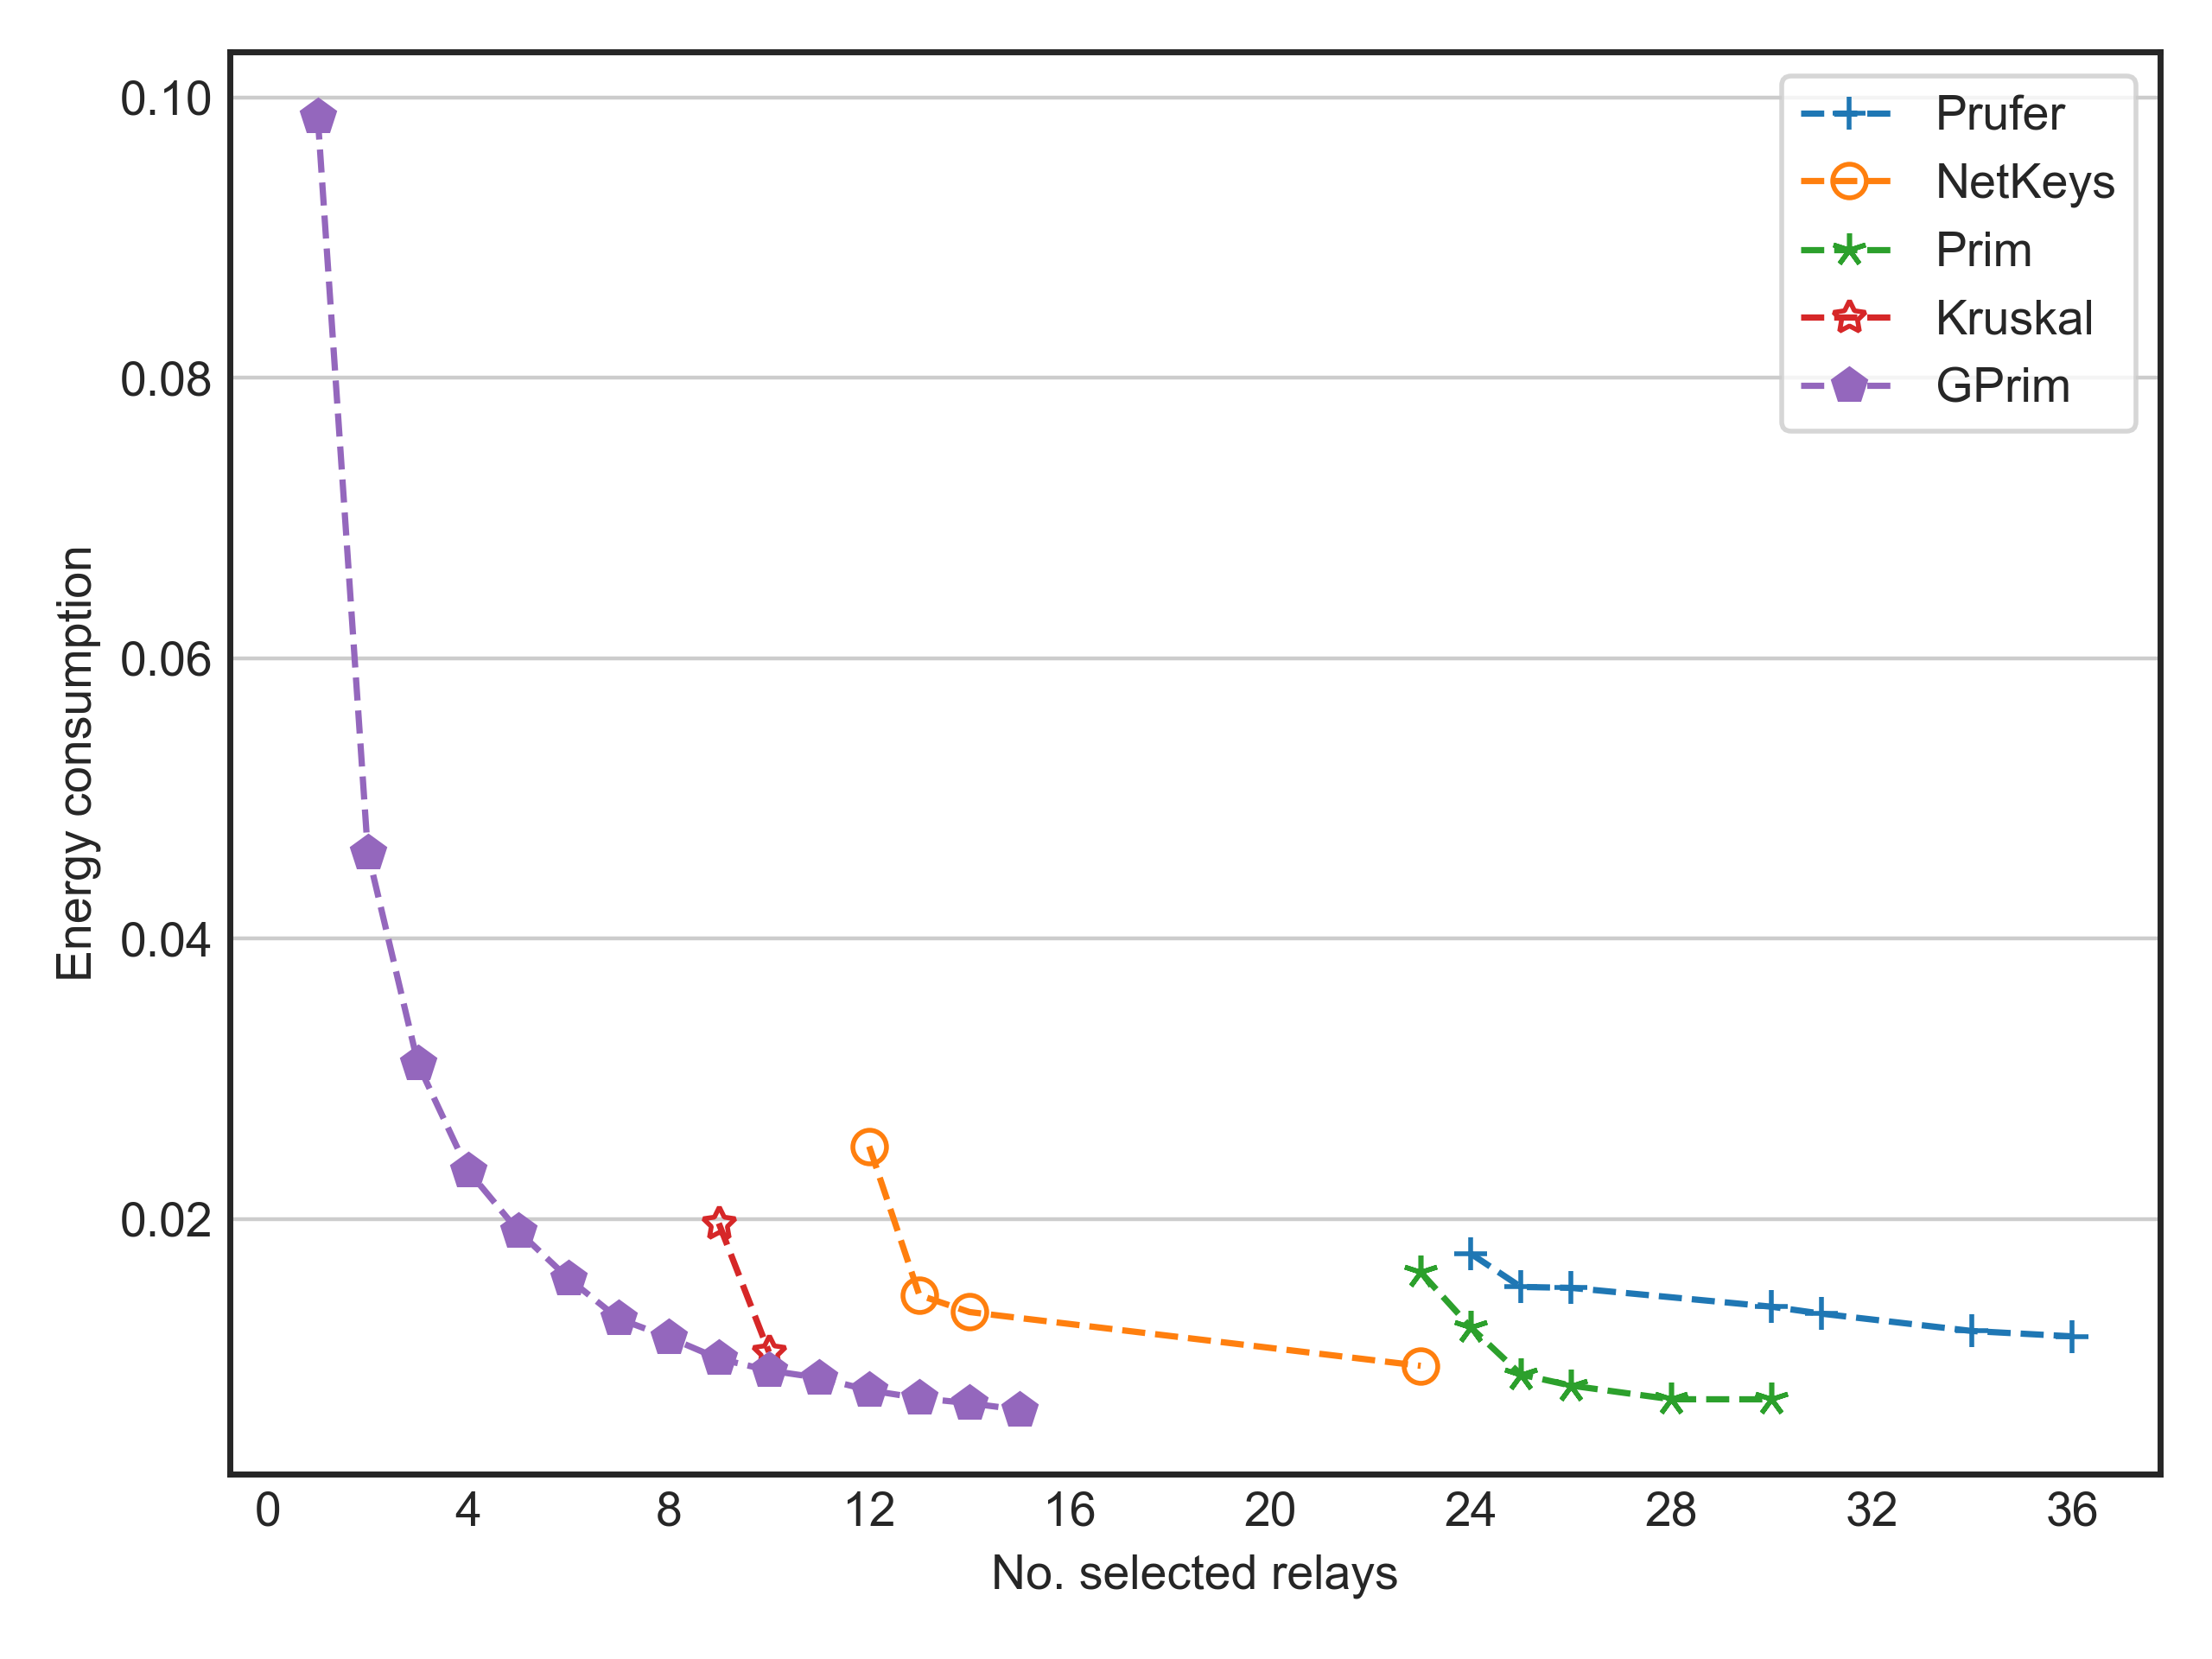 0.10
0.08
0.06
0.04
0.02
Energy consumption
0 4 8 12 16 20 24 28 32 36
No. selected relays
Prufer
NetKeys
Prim
Kruskal
GPrim